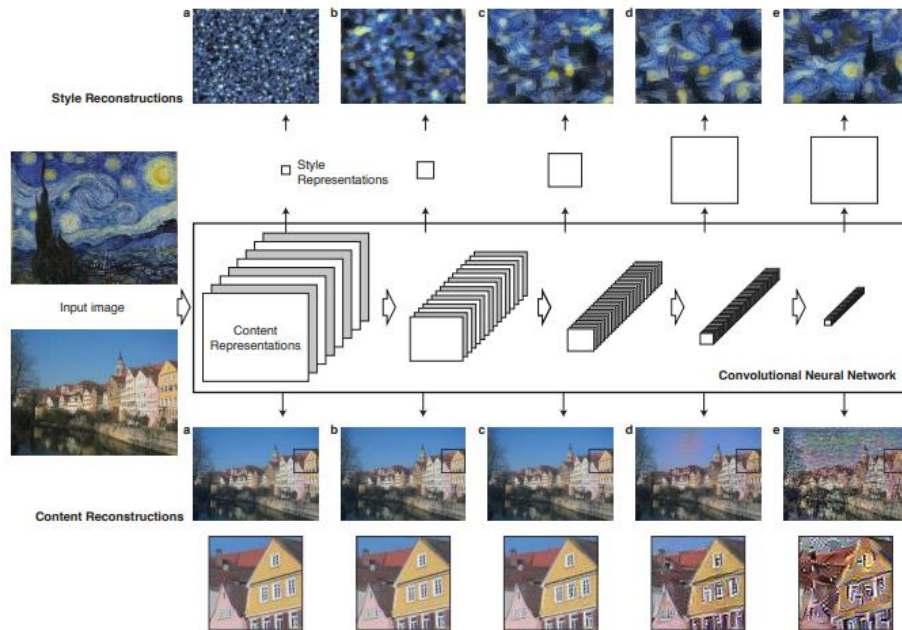 a b c d e
Style Reconstructions
Style
Representations
Input image
Content
Representations
Convolutional Neural Network
a b c d e
Content Reconstructions